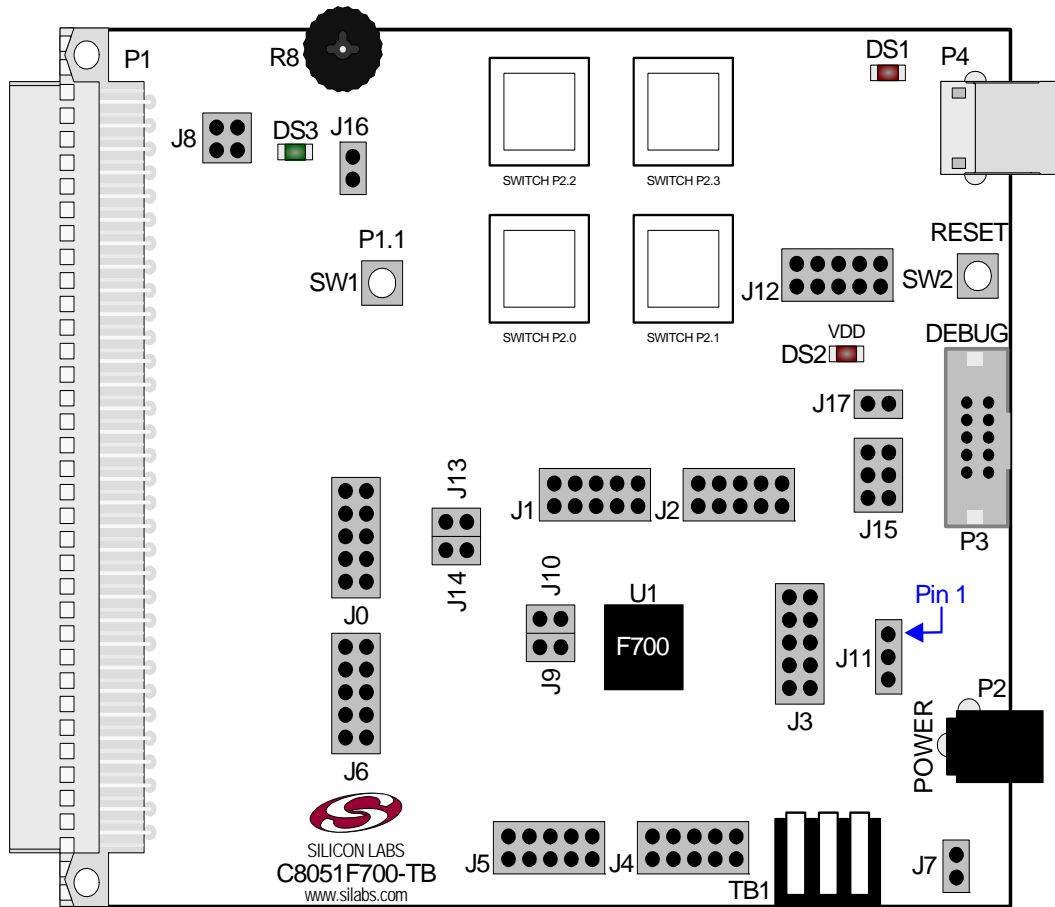 P1
R8
DS1
P4
J8
DS3
J16
SWITCH P2.2
SWITCH P2.3
P1.1
SW1
RESET
SW2
J12
SWITCH P2.0
SWITCH P2.1
VDD
DS2
DEBUG
J17
J13
J1
J2
J15
P3
J14
J0
J10
U1
F700
Pin 1
J9
J11
J3
P2
POWER
J6
SILICON LABS
C8051F700-TB
www.silabs.com
J5
J4
TB1
J7